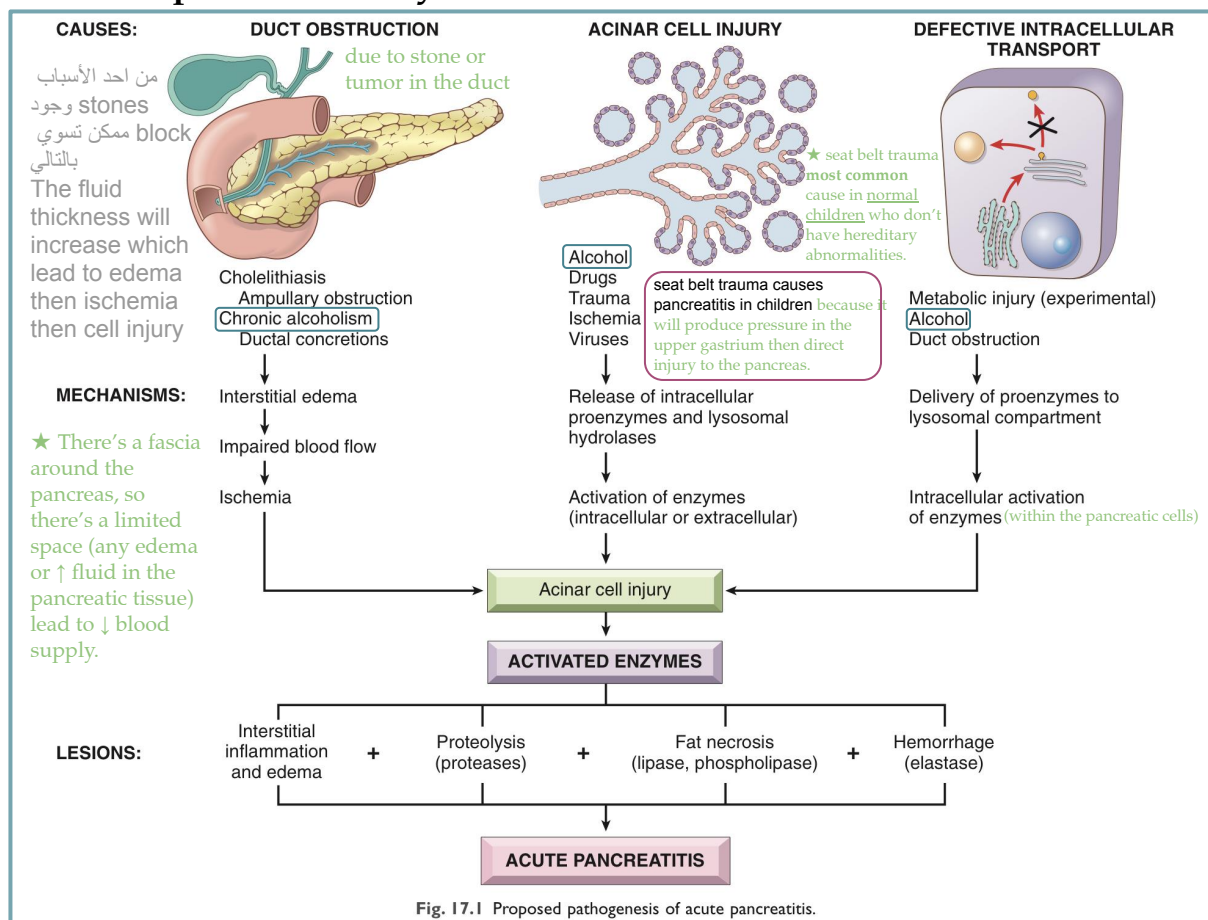 CAUSES:
من احد الأسباب
وجود stones
ممكن تسوي block
بالتالي
The fluid
thickness will
increase which
lead to edema
then ischemia
then cell injury
DUCT OBSTRUCTION
due to stone or
tumor in the duct
Cholelithiasis
Ampullary obstruction
Chronic alcoholism
Ductal concretions
ACINAR CELL INJURY
★ seat belt trauma
most common
cause in normal
children who don't
have hereditary
abnormalities.
Alcohol
Drugs
Trauma
Ischemia
Viruses
seat belt trauma causes
pancreatitis in children because it
will produce pressure in the
upper gastrium then direct
injury to the pancreas.
DEFECTIVE INTRACELLULAR
TRANSPORT
Metabolic injury (experimental)
Alcohol
Duct obstruction
MECHANISMS:
★ There's a fascia
around the
pancreas, so
there's a limited
space (any edema
or ↑ fluid in the
pancreatic tissue)
lead to ↓ blood
supply.
Interstitial edema
Impaired blood flow
Ischemia
Release of intracellular
proenzymes and lysosomal
hydrolases
Activation of enzymes
(intracellular or extracellular)
Delivery of proenzymes to
lysosomal compartment
Intracellular activation
of enzymes (within the pancreatic cells)
Acinar cell injury
ACTIVATED ENZYMES
LESIONS:
Interstitial
inflammation
and edema
+
Proteolysis
(proteases)
+
Fat necrosis
(lipase, phospholipase)
+
Hemorrhage
(elastase)
ACUTE PANCREATITIS
Fig. 17.1 Proposed pathogenesis of acute pancreatitis.